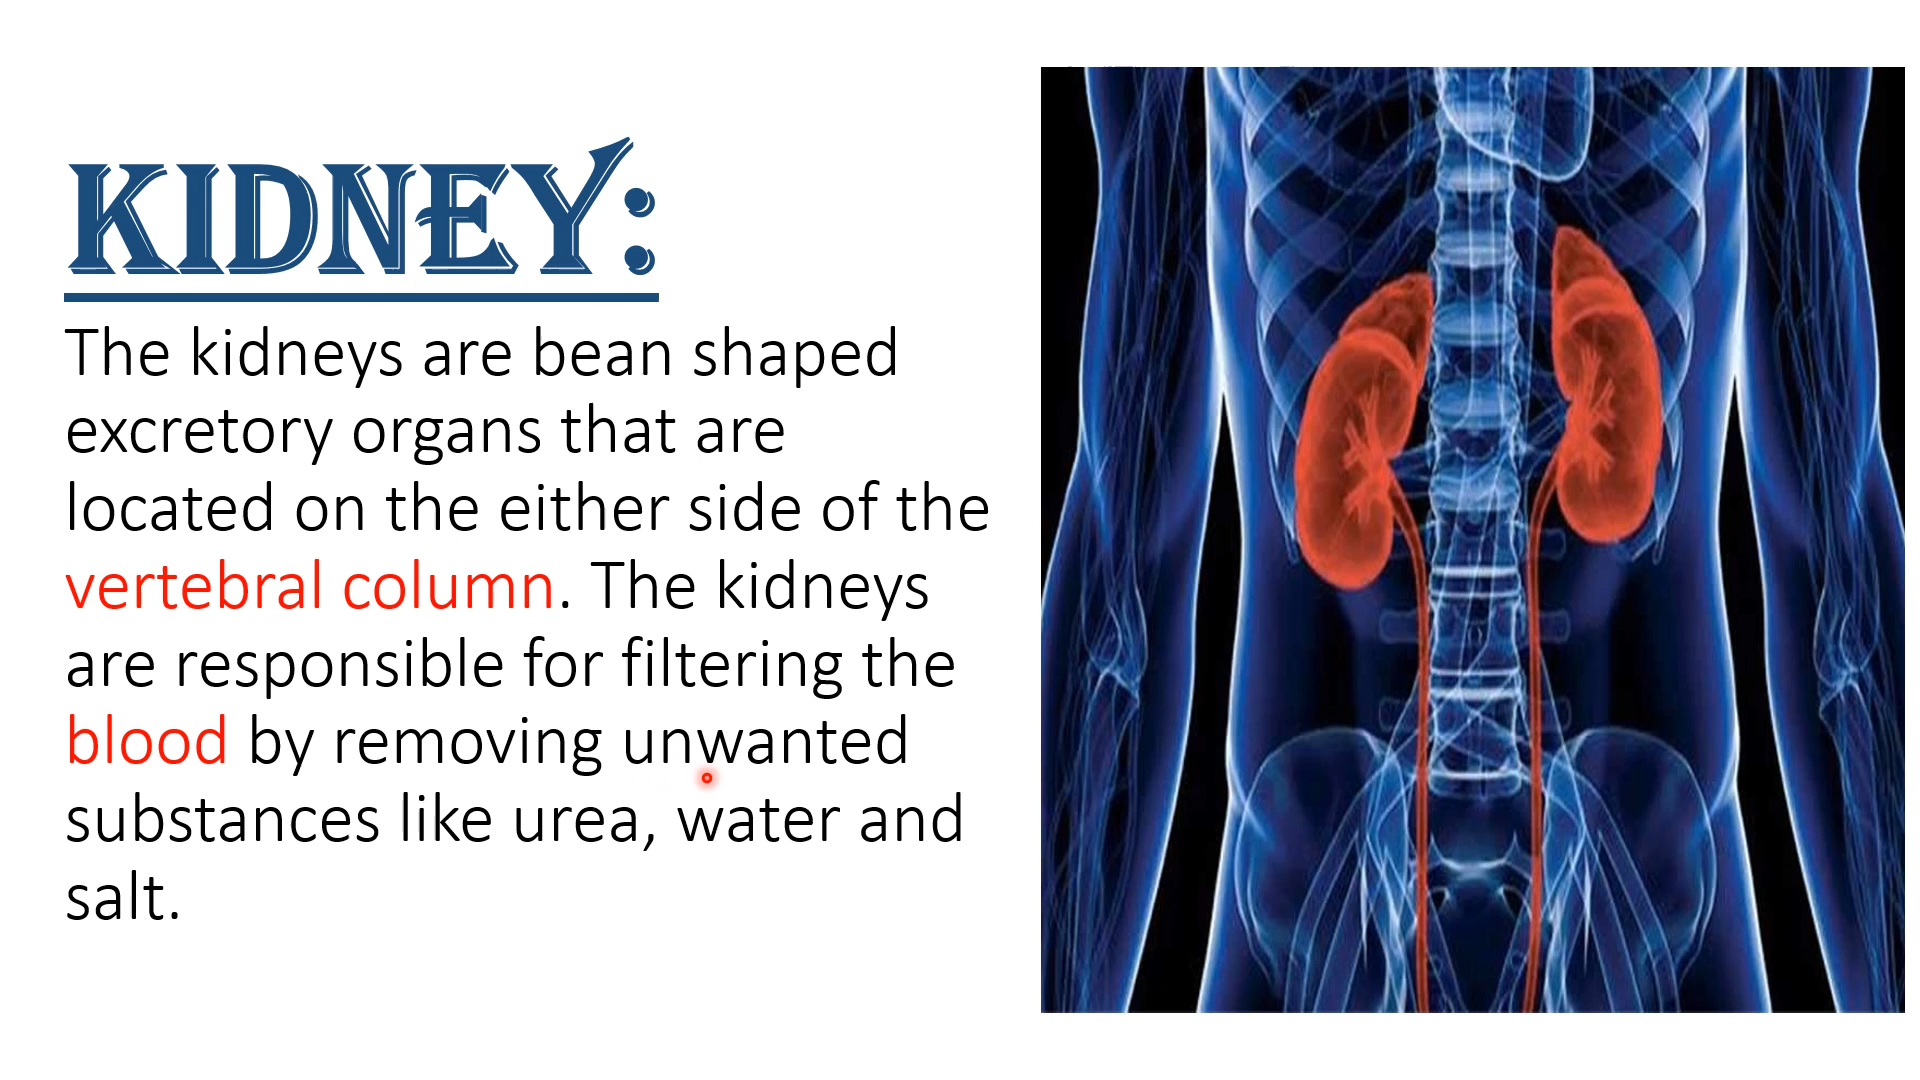 KIDNEY:
The kidneys are bean shaped
excretory organs that are
located on the either side of the
vertebral column. The kidneys
are responsible for filtering the
blood by removing unwanted
substances like urea, water and
salt.